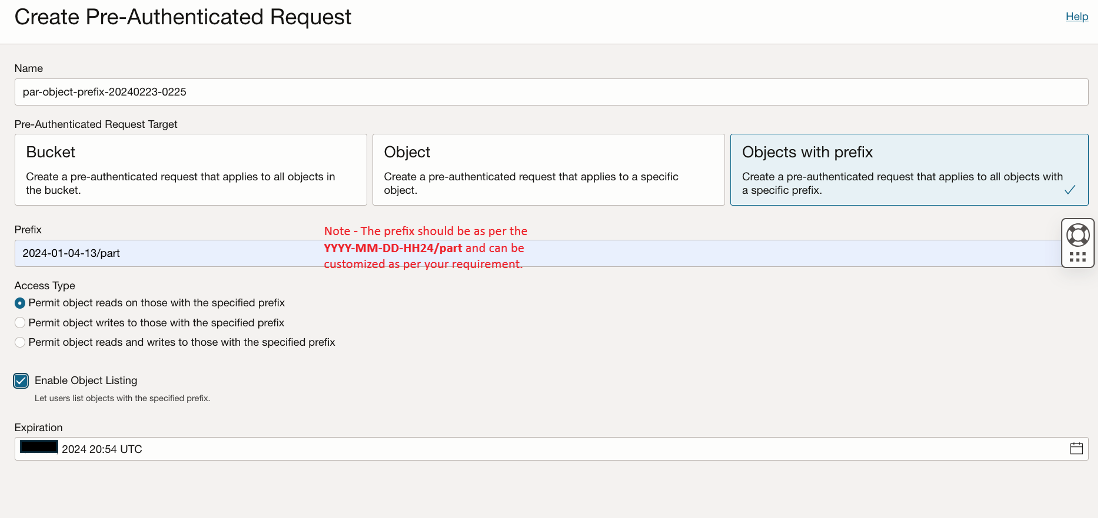 Create Pre-Authenticated Request
Help
Name
par-object-prefix-20240223-0225
Pre-Authenticated Request Target
Bucket
Create a pre-authenticated request that applies to all objects in
the bucket.
Object
Create a pre-authenticated request that applies to a specific
object.
Objects with prefix
Create a pre-authenticated request that applies to all objects with
a specific prefix.
Prefix
2024-01-04-13/part
Note - The prefix should be as per the
YYYY-MM-DD-HH24/part and can be
customized as per your requirement.
Access Type
Permit object reads on those with the specified prefix
Permit object writes to those with the specified prefix
Permit object reads and writes to those with the specified prefix
Enable Object Listing
Let users list objects with the specified prefix.
Expiration
2024 20:54 UTC